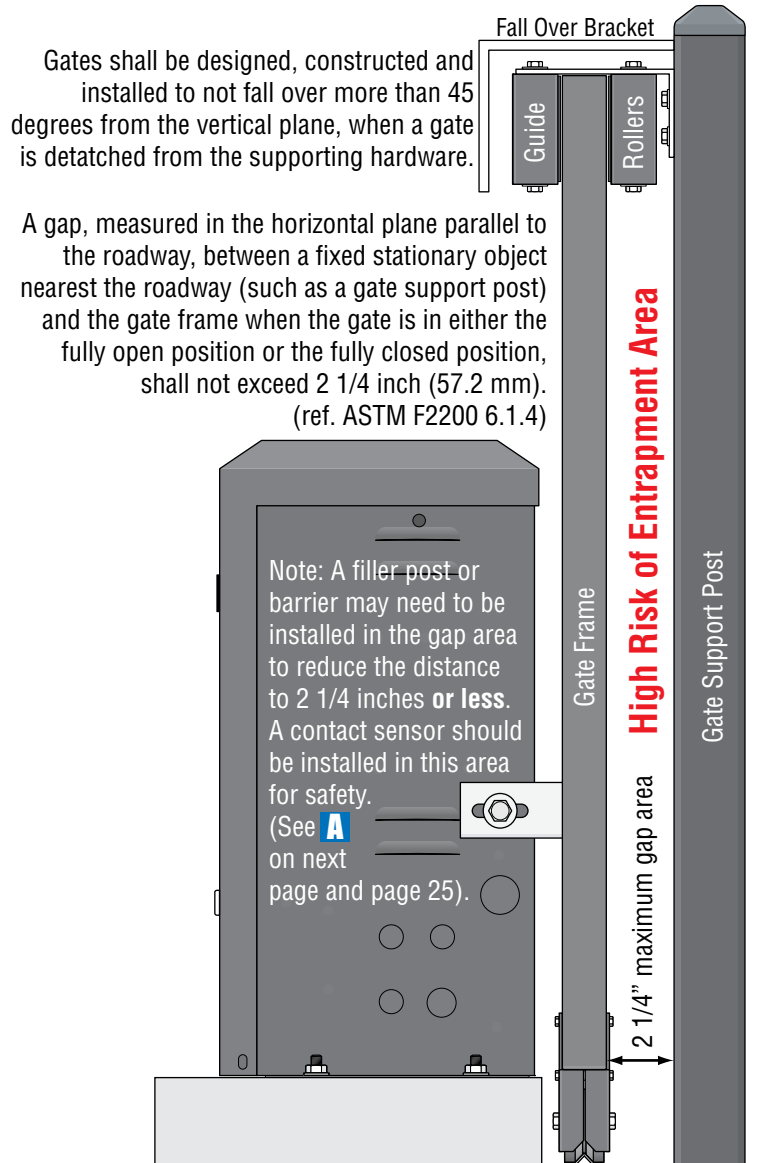 Fall Over Bracket
Gates shall be designed, constructed and
installed to not fall over more than 45
degrees from the vertical plane, when a gate
is detatched from the supporting hardware.
Guide
Rollers
A gap, measured in the horizontal plane parallel to
the roadway, between a fixed stationary object
nearest the roadway (such as a gate support post)
and the gate frame when the gate is in either the
fully open position or the fully closed position,
shall not exceed 2 1/4 inch (57.2 mm).
(ref. ASTM F2200 6.1.4)
Note: A filler post or
barrier may need to be
installed in the gap area
to reduce the distance
to 2 1/4 inches or less.
A contact sensor should
be installed in this area
for safety.
(See A
on next
page and page 25).
Gate Frame
High Risk of Entrapment Area
Gate Support Post
2 1/4” maximum gap area